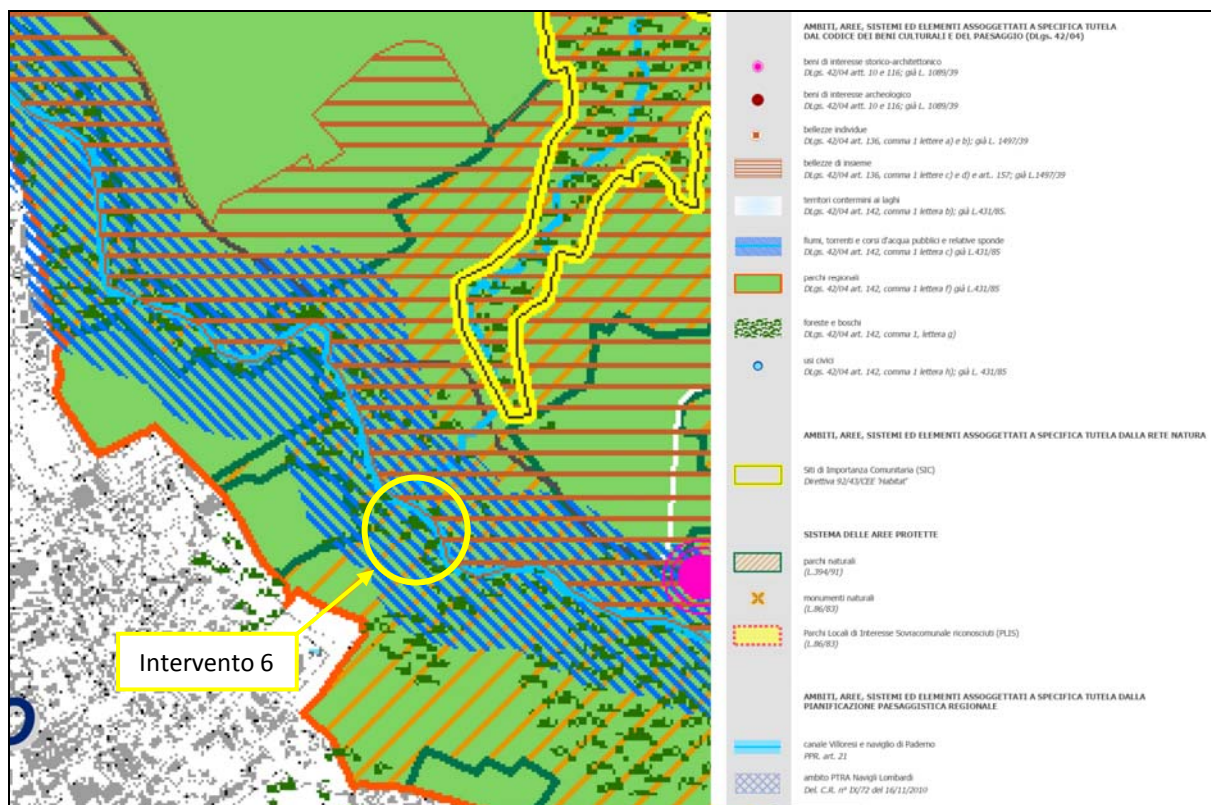 Intervento 6
AMBITI, AREE, SISTEMI ED ELEMENTI ASSOGGETTATI A SPECIFICA TUTELA
DAL CODICE DEI BENI CULTURALI E DEL PAESAGGIO (DLgs. 42/04)
beni di interesse storico-architettonico
DLgs. 42/04 artt. 10 e 116; già L. 1089/39
beni di interesse archeologico
DLgs. 42/04 artt. 10 e 116; già L. 1089/39
bellezze individue
DLgs. 42/04 art. 136, comma 1 lettere a) e b); già L. 1497/39
bellezze di insieme
DLgs. 42/04 art. 136, comma 1 lettere c) e d) e art.. 157; già L.1497/39
territori contermini ai laghi
DLgs. 42/04 art. 142, comma 1 lettera b); già L.431/85.
fiumi, torrenti e corsi d'acqua pubblici e relative sponde
DLgs. 42/04 art. 142, comma 1 lettera c) già L.431/85
parchi regionali
DLgs. 42/04 art. 142, comma 1 lettera f) già L.431/85
foreste e boschi
DLgs. 42/04 art. 142, comma 1, lettera g)
usi civici
DLgs. 42/04 art. 142, comma 1 lettera h); già L. 431/85
AMBITI, AREE, SISTEMI ED ELEMENTI ASSOGGETTATI A SPECIFICA TUTELA DALLA RETE NATURA
Siti di Importanza Comunitaria (SIC)
Direttiva 92/43/CEE 'Habitat'
SISTEMA DELLE AREE PROTETTE
parchi naturali
(L.394/91)
monumenti naturali
(L.86/83)
Parchi Locali di Interesse Sovracomunale riconosciuti (PLIS)
(L.86/83)
AMBITI, AREE, SISTEMI ED ELEMENTI ASSOGGETTATI A SPECIFICA TUTELA DALLA
PIANIFICAZIONE PAESAGGISTICA REGIONALE
canale Villoresi e naviglio di Paderno
PPR. art. 21
ambito PTRA Navigli Lombardi
Del. C.R. n° IX/72 del 16/11/2010